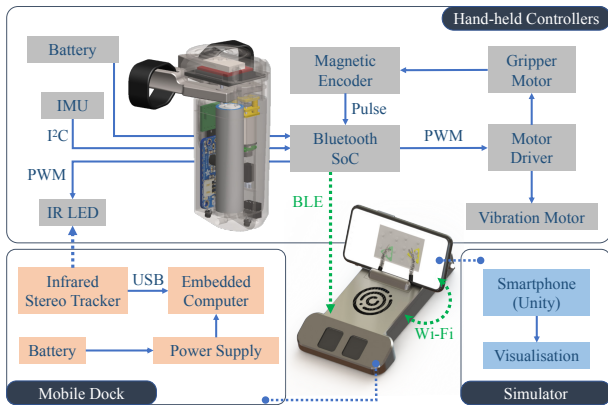 Hand-held Controllers
Battery
Magnetic
Encoder
Gripper
Motor
IMU
I²C
Pulse
Bluetooth
SoC
PWM
Motor
Driver
PWM
IR LED
BLE
Vibration Motor
Infrared
Stereo Tracker
USB
Embedded
Computer
Smartphone
(Unity)
Wi-Fi
Battery
Power Supply
Visualisation
Mobile Dock
Simulator